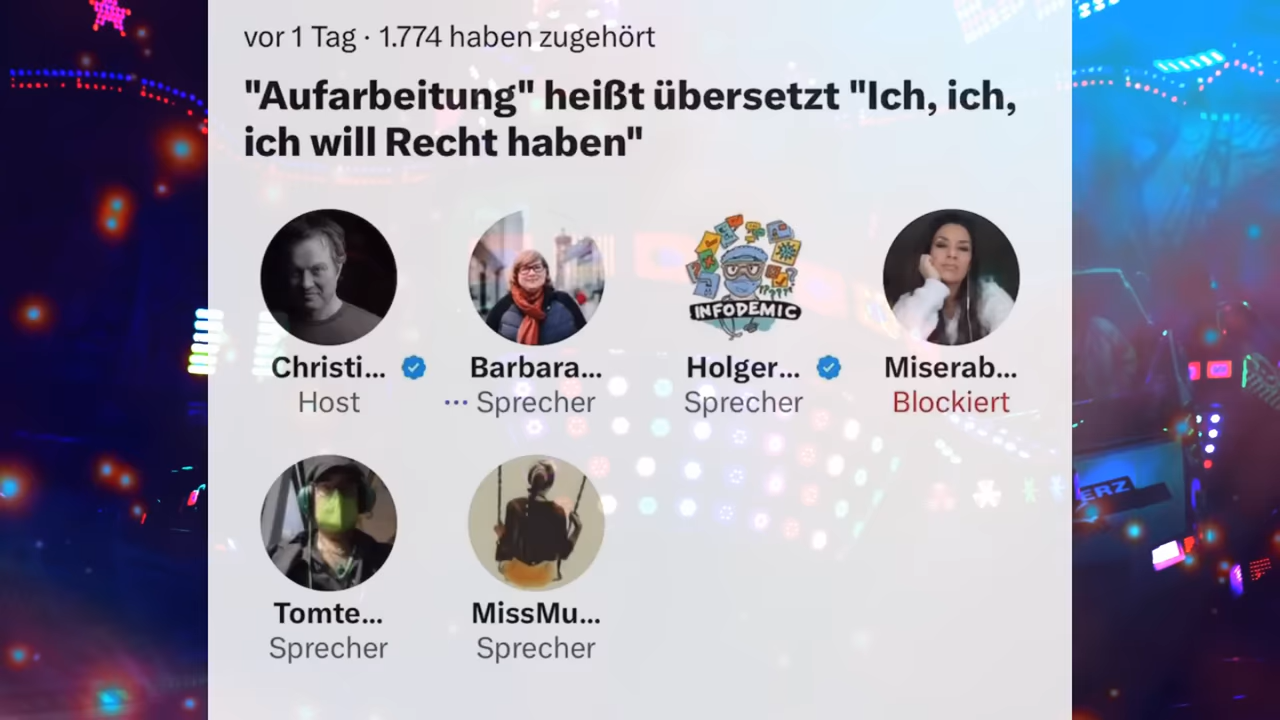 vor 1 Tag · 1.774 haben zugehört
"Aufarbeitung" heißt übersetzt "Ich, ich,
ich will Recht haben"
INFODEMIC
Christi... Barbara... Holger... Miserab...
Host ••• Sprecher Sprecher Blockiert
Tomte... MissMu...
Sprecher Sprecher
ERZ